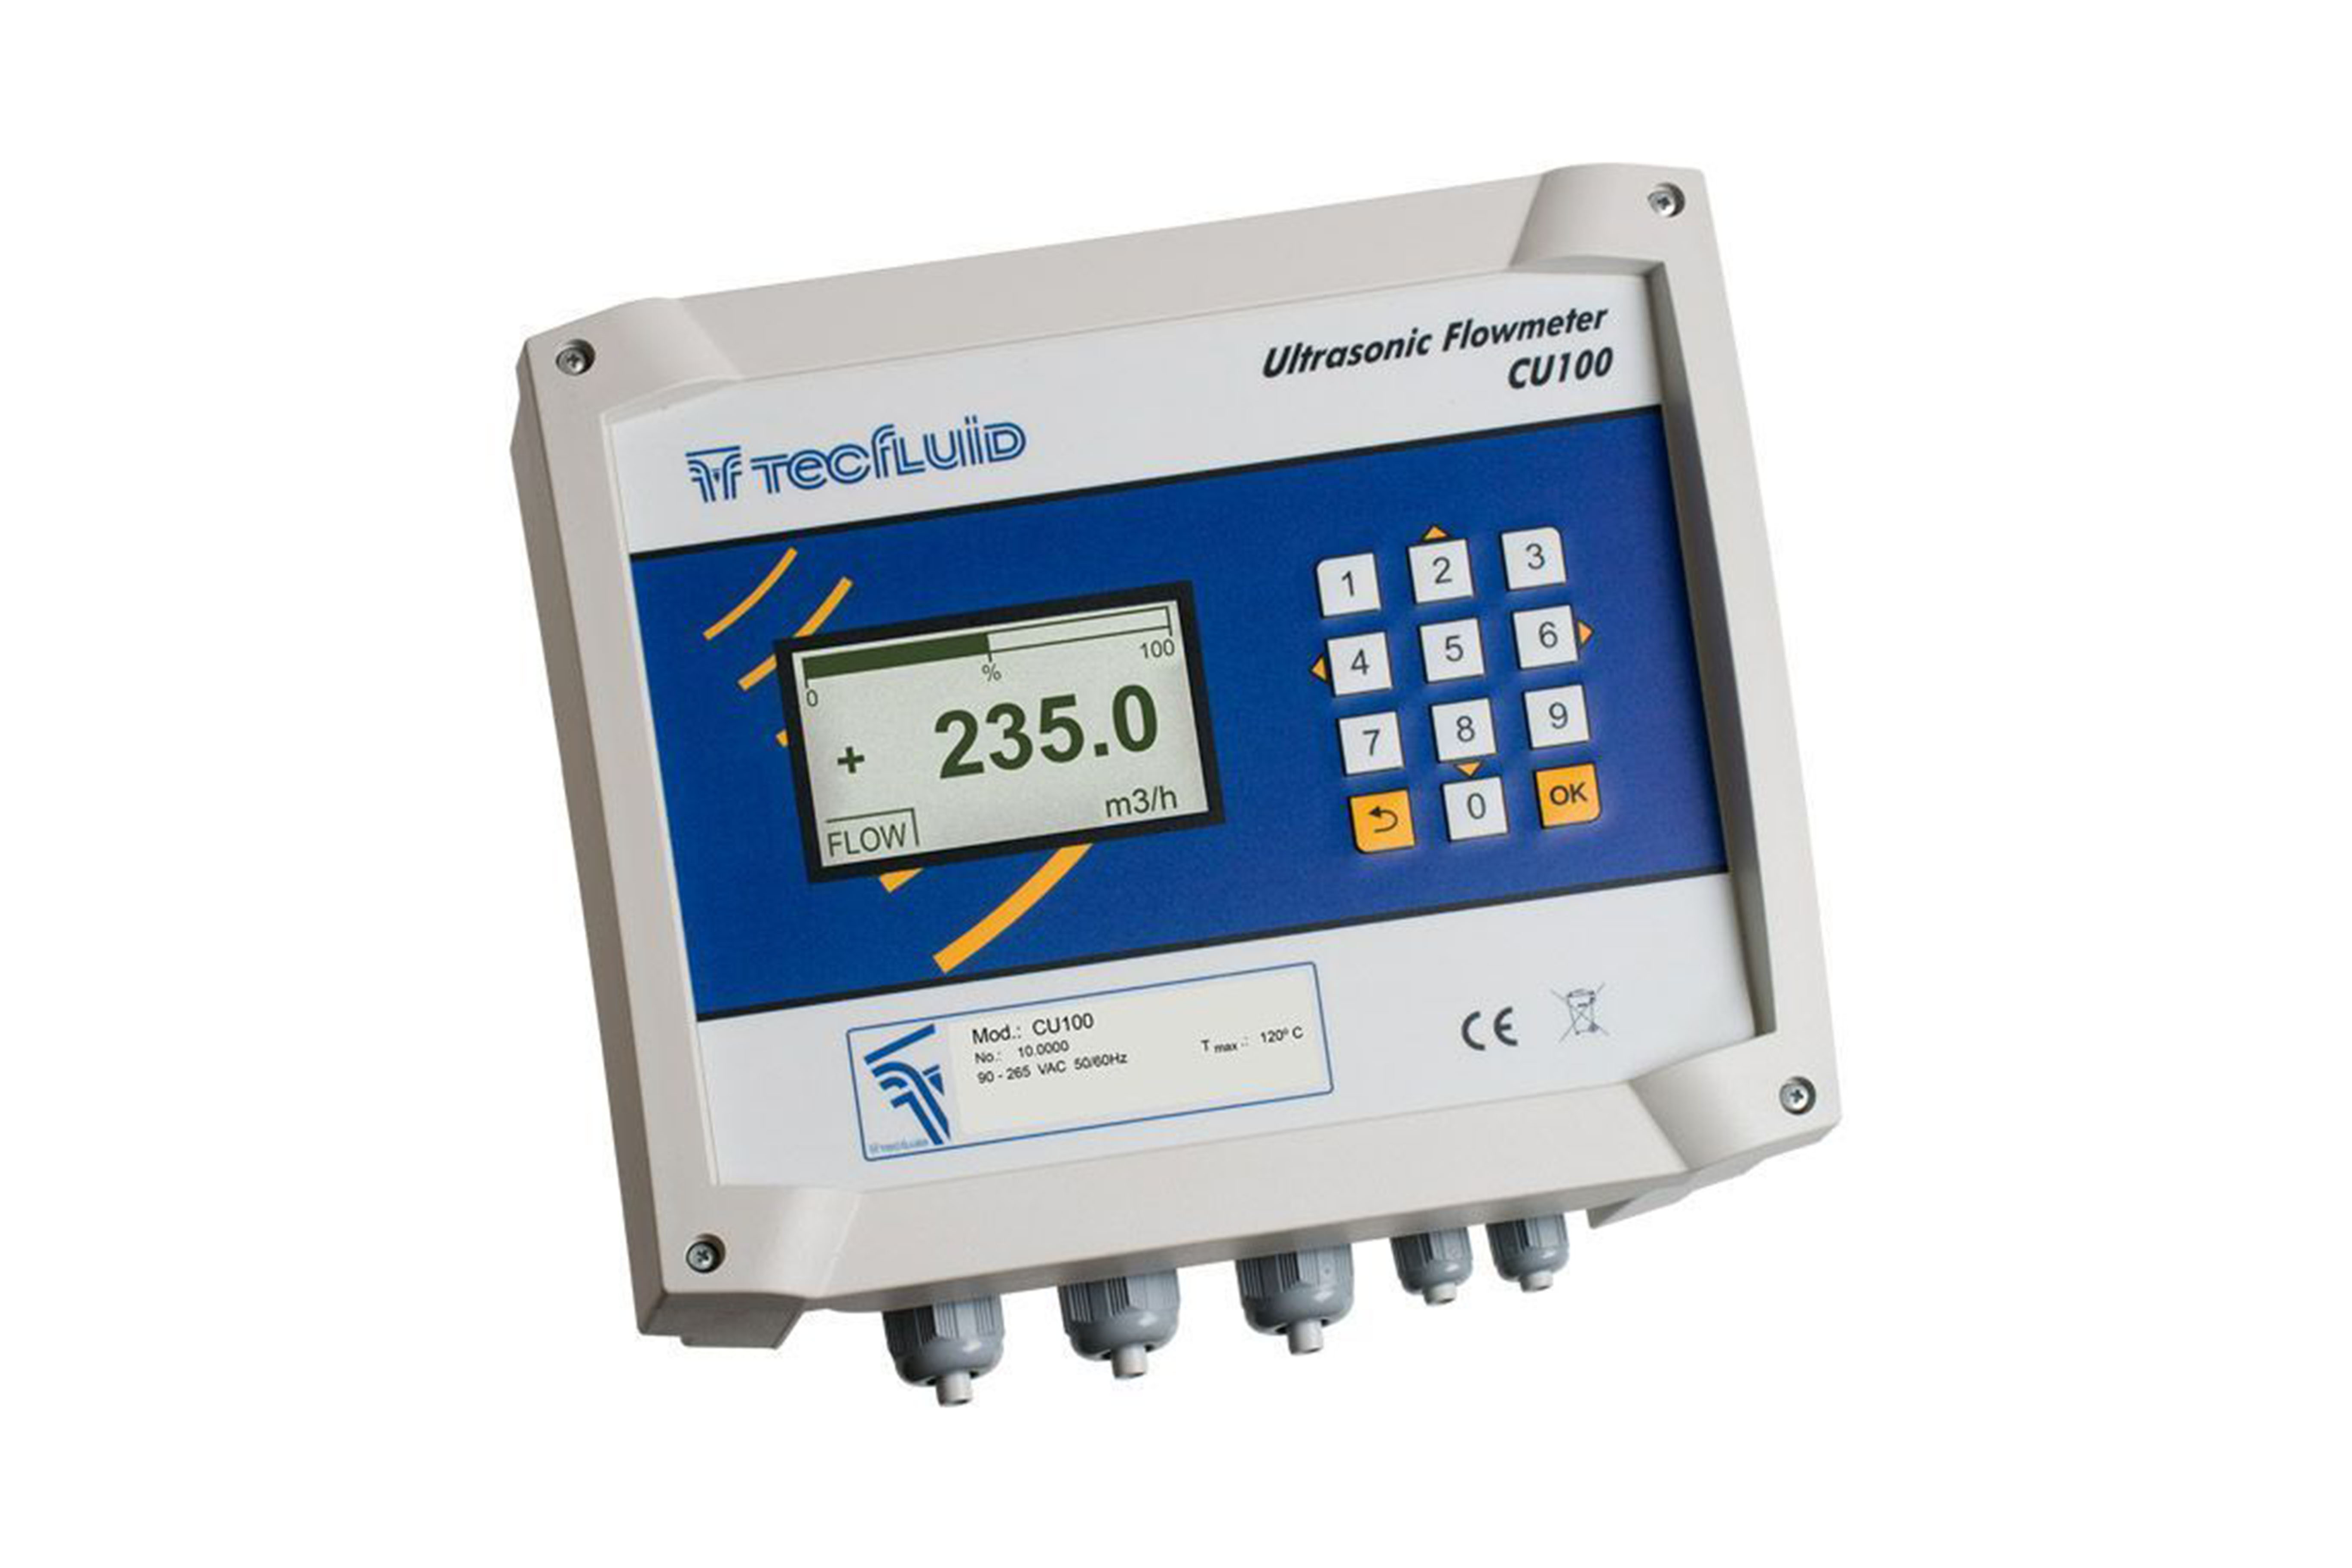 Ultrasonic Flowmeter
CU100
TECFLUID
0 % 100
+ 235.0
m3/h
FLOW
1 2 3
4 5 6
7 8 9
0 OK
Mod.: CU100
No.: 10.0000
90 - 265 VAC 50/60Hz
T max .: 120º C
Tecfluid
CE